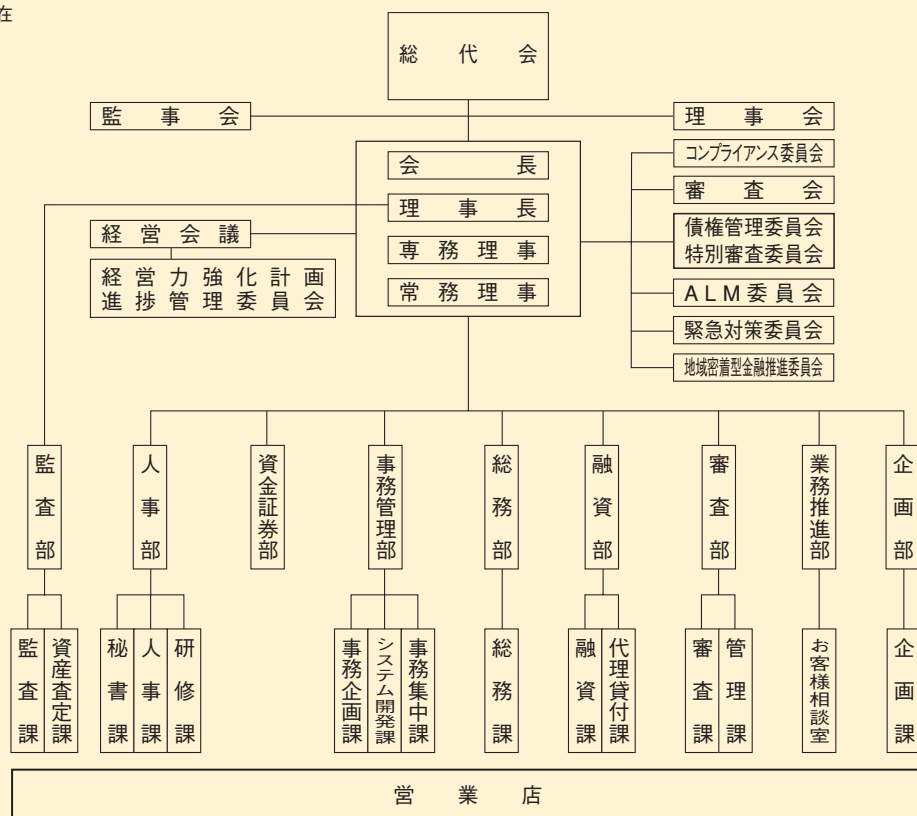 在
総代会
監事会
理事会
会長
理事長
専務理事
常務理事
経営会議
経営力強化計画
進捗管理委員会
コンプライアンス委員会
審査会
債権管理委員会
特別審査委員会
ALM委員会
緊急対策委員会
地域密着型金融推進委員会
監査部
人事部
資金証券部
事務管理部
総務部
融資部
審査部
業務推進部
企画部
監査課
資産査定課
秘書課
人事課
研修課
事務企画課
システム開発課
事務集中課
総務課
融資課
代理貸付課
審査課
管理課
お客様相談室
企画課
営業店